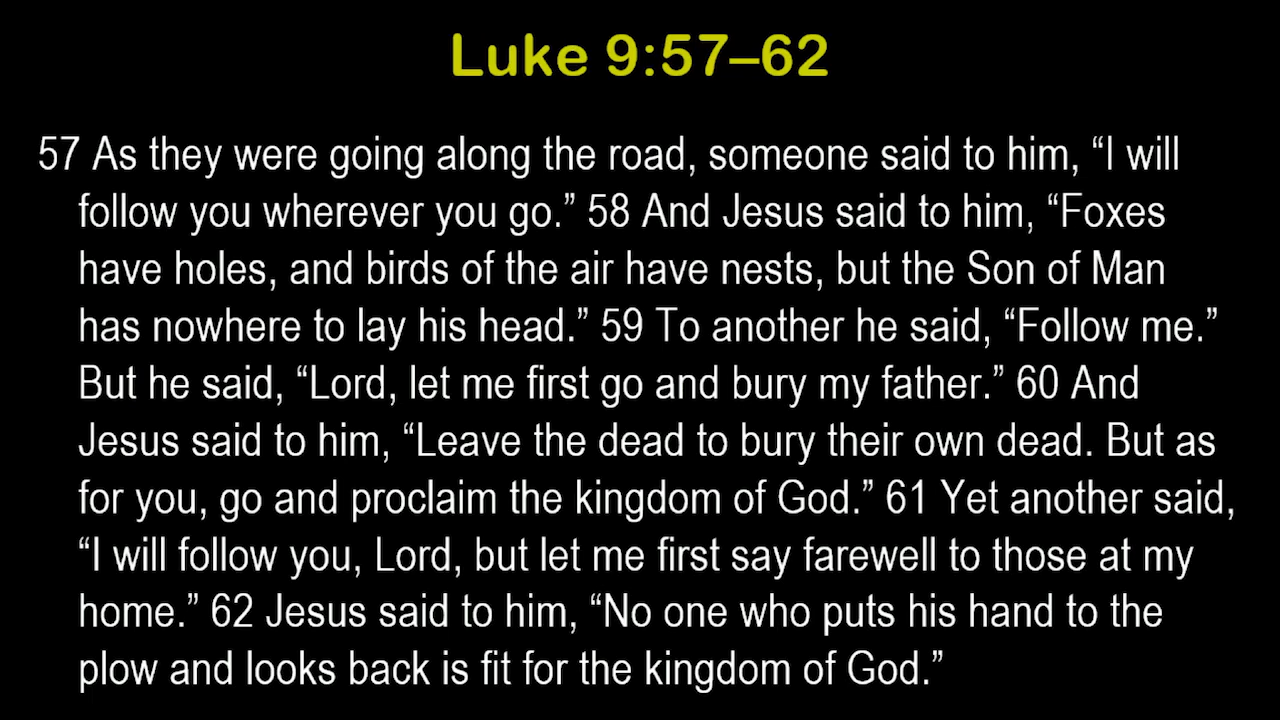 Luke 9:57–62
57 As they were going along the road, someone said to him, “I will
follow you wherever you go.” 58 And Jesus said to him, “Foxes
have holes, and birds of the air have nests, but the Son of Man
has nowhere to lay his head.” 59 To another he said, “Follow me.”
But he said, “Lord, let me first go and bury my father.” 60 And
Jesus said to him, “Leave the dead to bury their own dead. But as
for you, go and proclaim the kingdom of God.” 61 Yet another said,
“I will follow you, Lord, but let me first say farewell to those at my
home.” 62 Jesus said to him, “No one who puts his hand to the
plow and looks back is fit for the kingdom of God.”